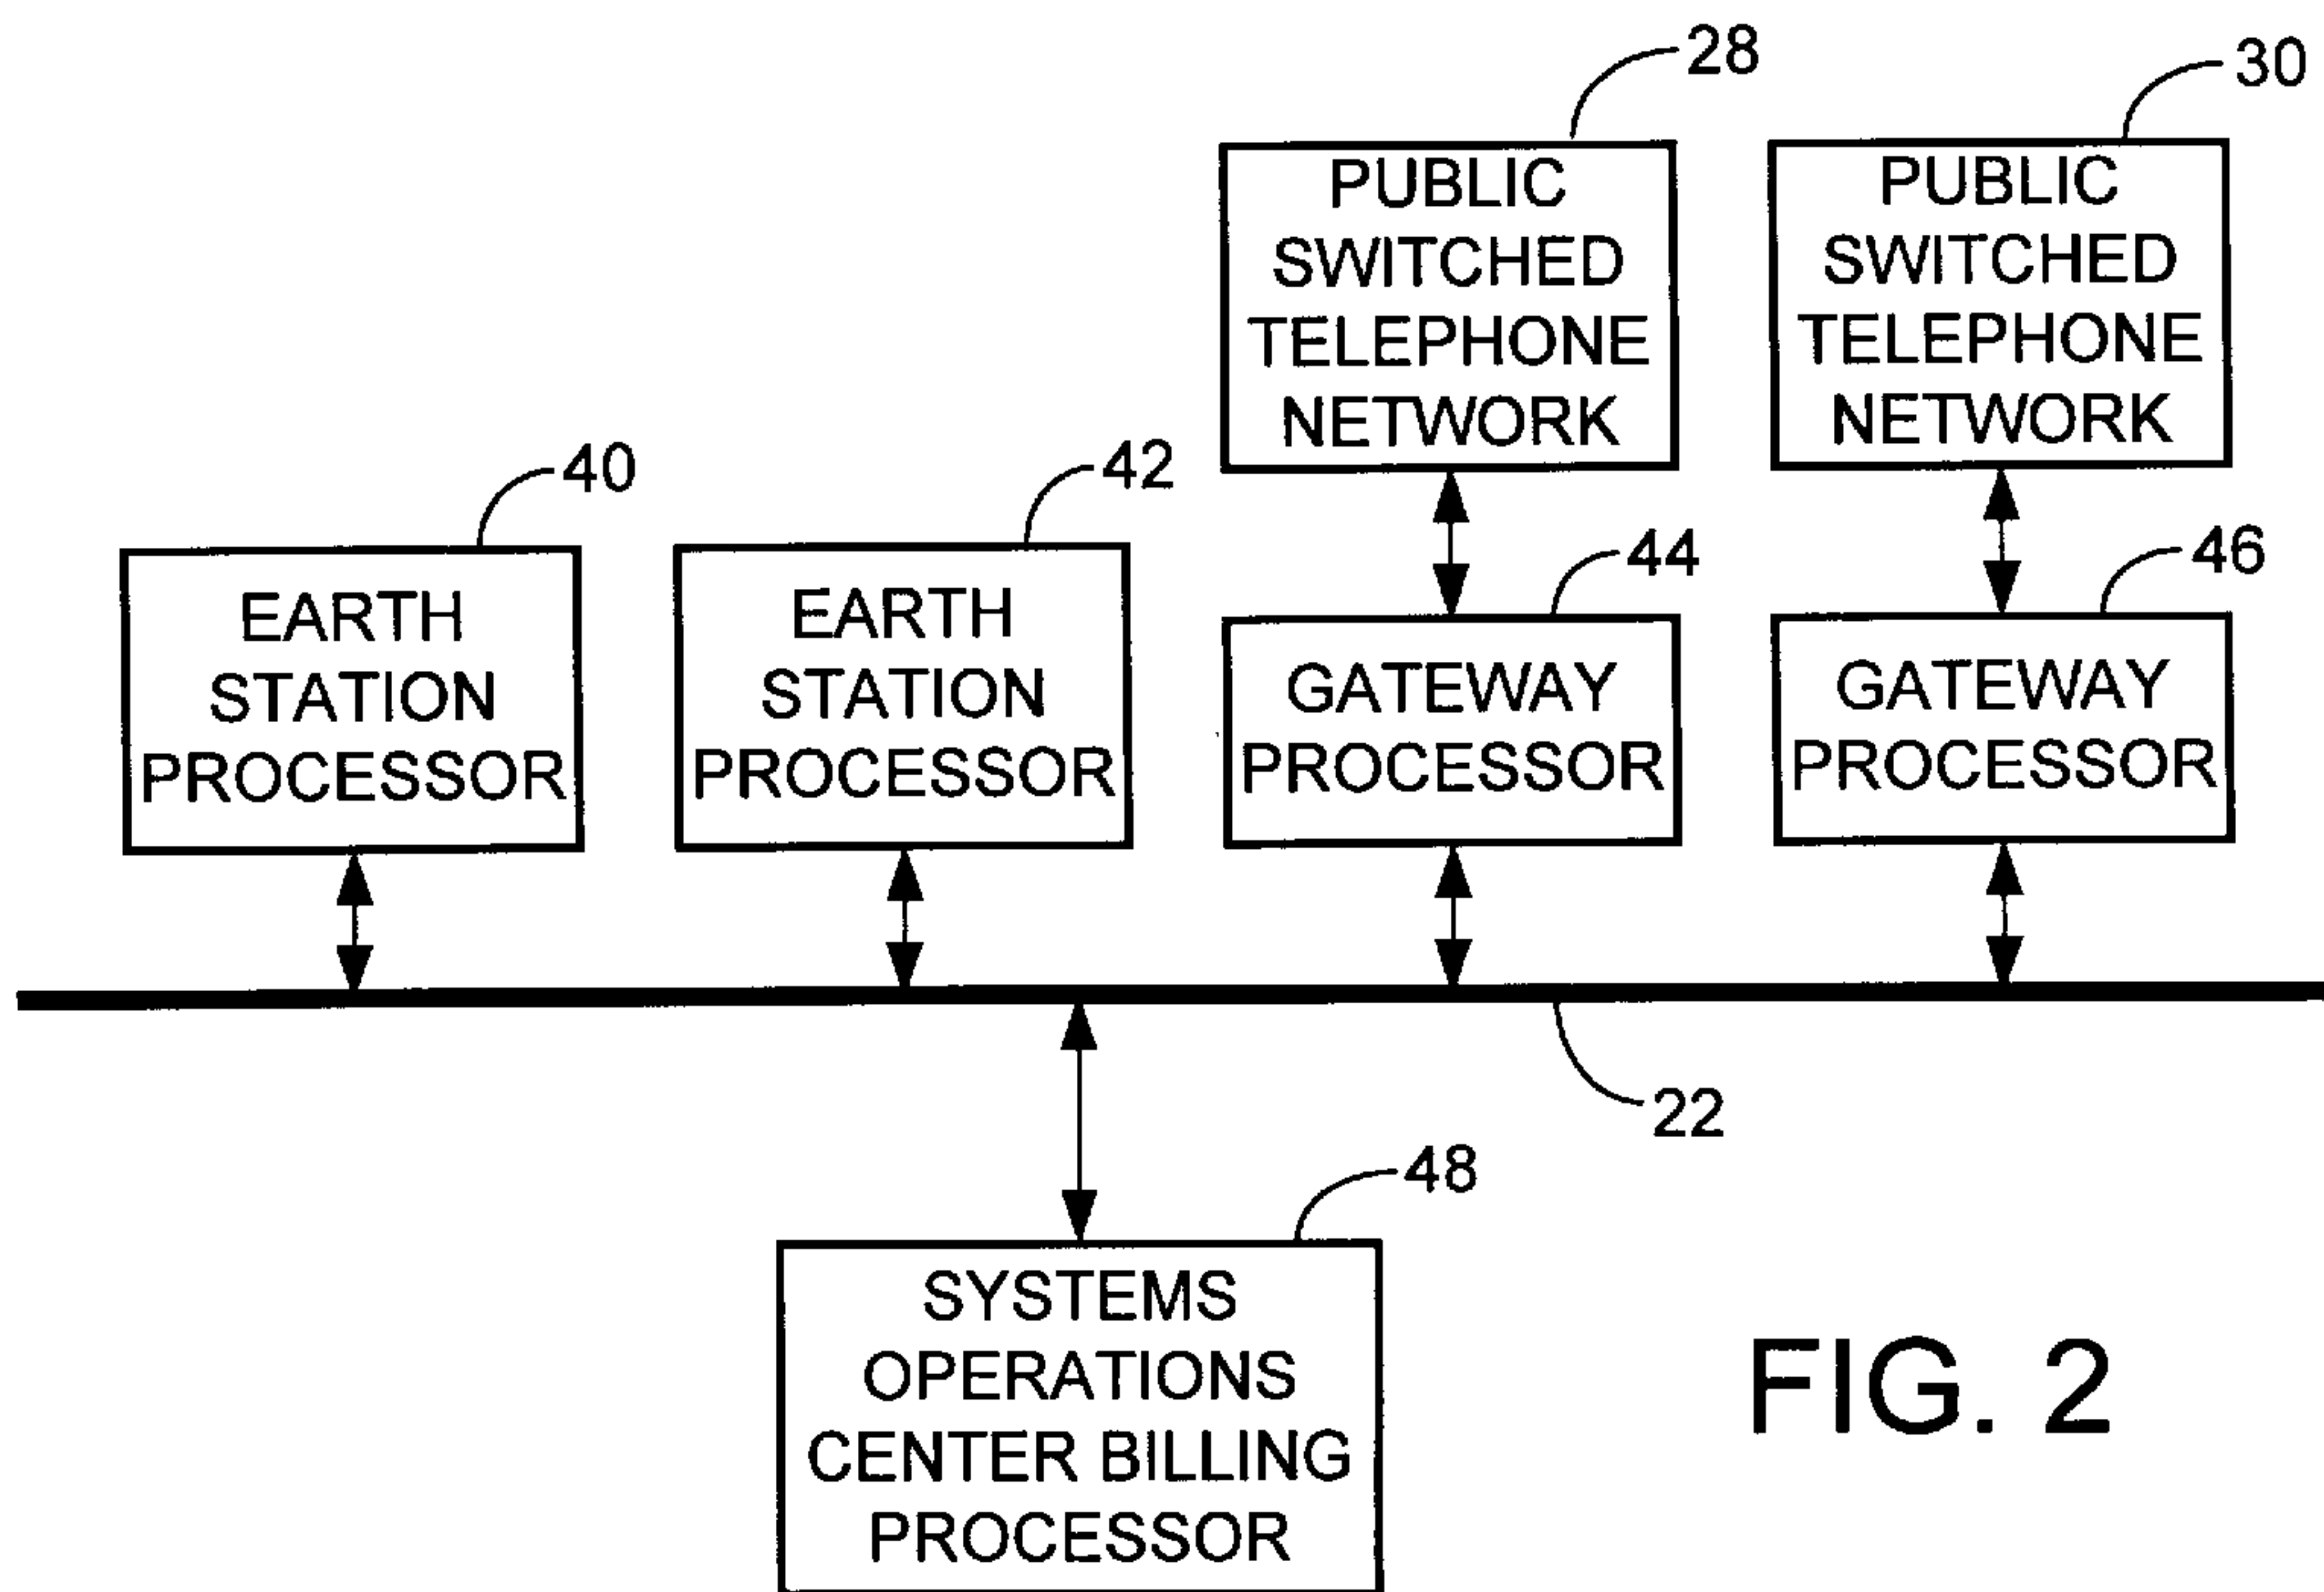 28
30
PUBLIC
SWITCHED
TELEPHONE
NETWORK
PUBLIC
SWITCHED
TELEPHONE
NETWORK
40
42
44
46
EARTH
STATION
PROCESSOR
EARTH
STATION
PROCESSOR
GATEWAY
PROCESSOR
GATEWAY
PROCESSOR
22
48
SYSTEMS
OPERATIONS
CENTER BILLING
PROCESSOR
FIG. 2